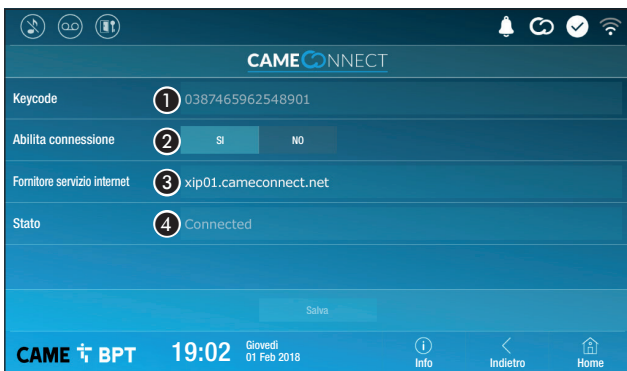 CAMECONNECT
Keycode 1 0387465962548901
Abilita connessione 2 SI NO
Fornitore servizio internet 3 xip01.cameconnect.net
Stato 4 Connected
Salva
CAME BPT 19:02 Giovedì 01 Feb 2018 Info Indietro Home